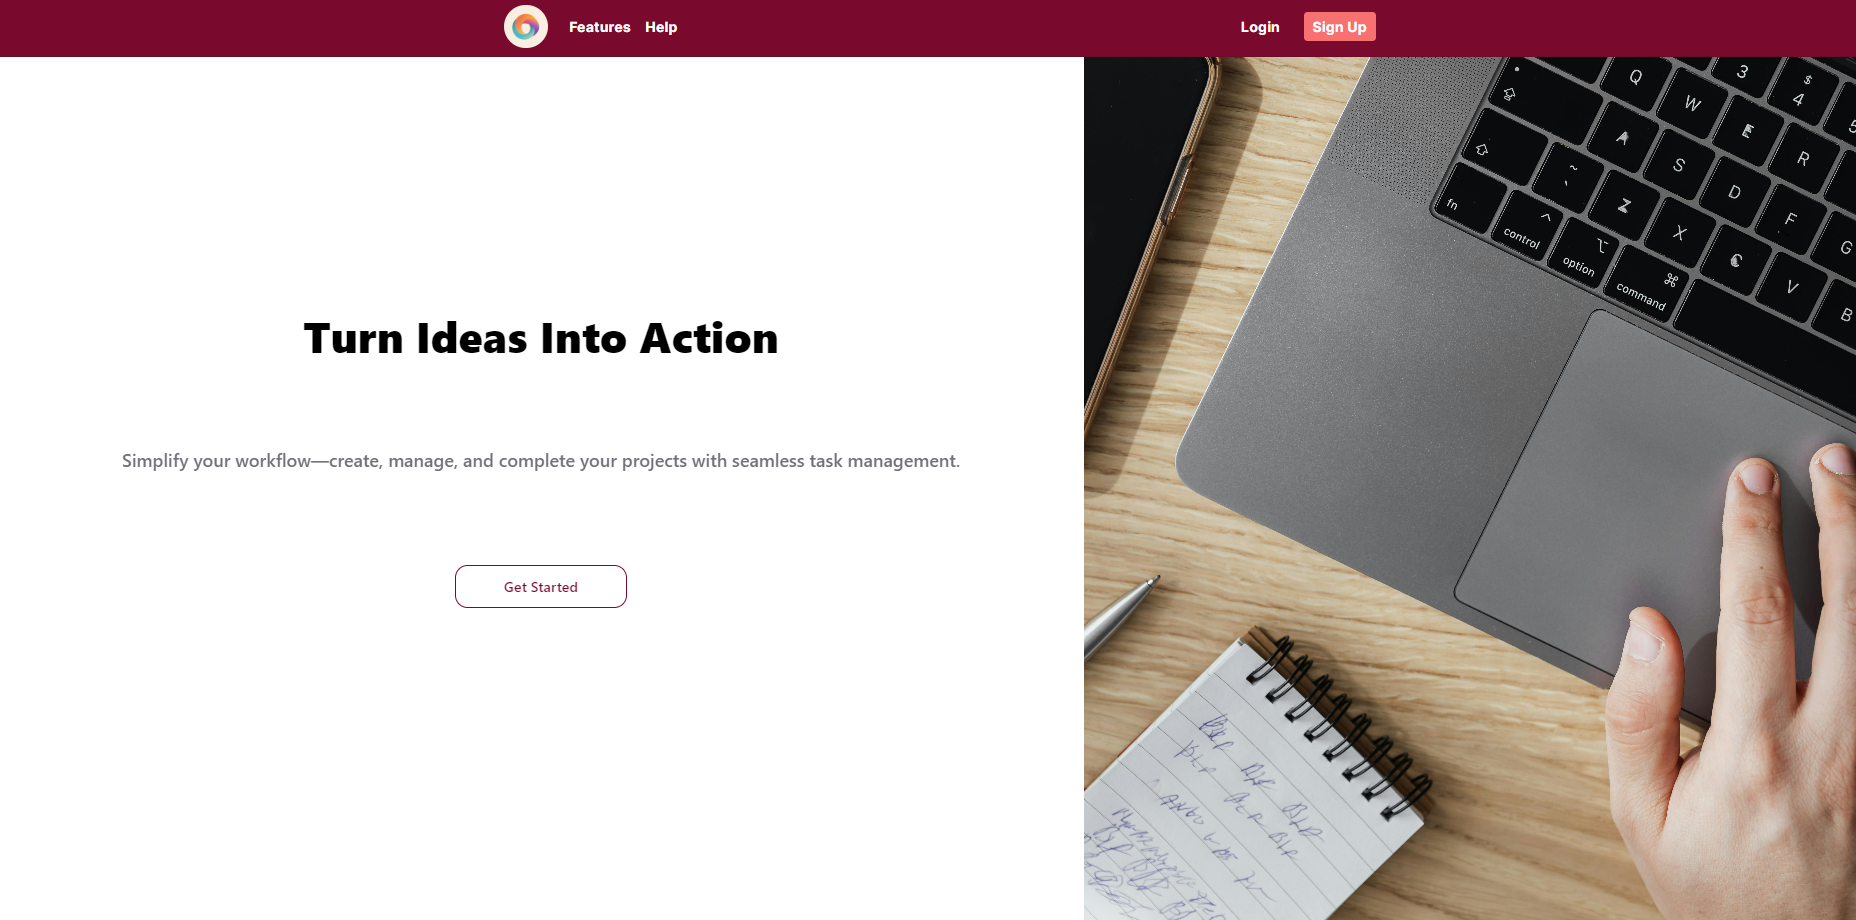 Features Help
Login Sign Up
Turn Ideas Into Action
Simplify your workflow—create, manage, and complete your projects with seamless task management.
Get Started
3 $ 4 5
Q W E R
A S D F G
~ ` Z X C V B
fn control option command